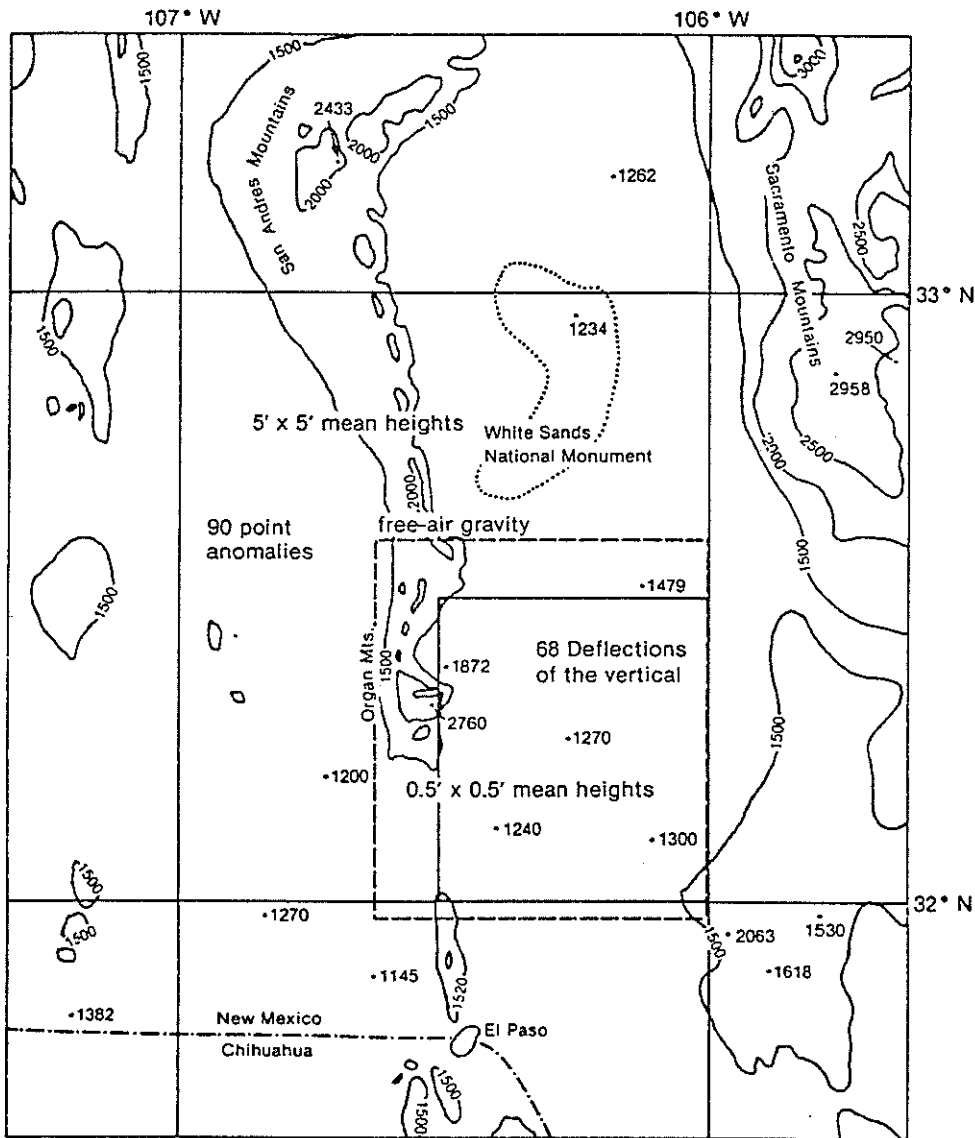 107° W
106° W
1500
1500
3000
2433
1500
2000
San Andres Mountains
2000
1262
Sacramento Mountains
2500
33° N
1500
1234
2950
2958
5' x 5' mean heights
White Sands
National Monument
2000
2000
2500
90 point
anomalies
free-air gravity
1500
1500
1479
68 Deflections
of the vertical
Organ Mts.
1500
1872
2760
1270
1500
1200
0.5' x 0.5' mean heights
1240
1300
1500
32° N
1270
1500
1500
2063
1530
1618
1145
1520
1382
New Mexico
El Paso
Chihuahua
1500
1500